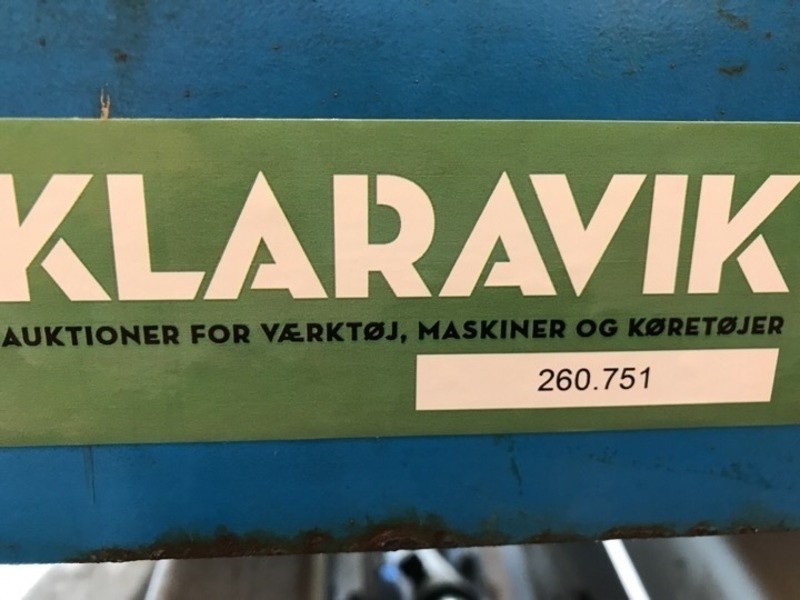 KLARAVIK
AUKTIONER FOR VÆRKTØJ, MASKINER OG KØRETØJER
260.751